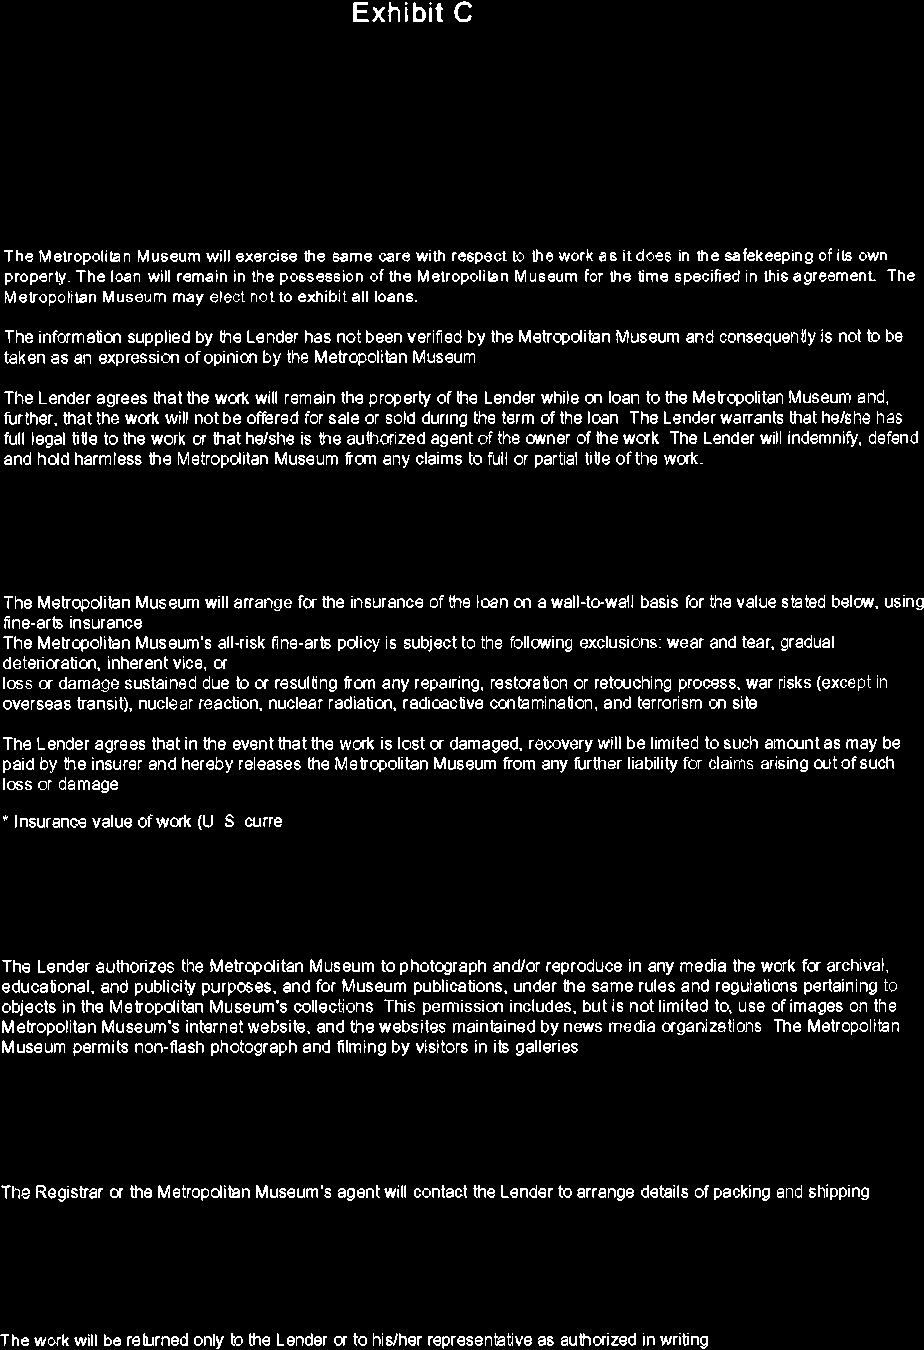 Exhibit C
The Metropolitan Museum will exercise the same care with respect to the work as it does in the safekeeping of its own
property. The loan will remain in the possession of the Metropolitan Museum for the time specified in this agreement. The
Metropolitan Museum may elect not to exhibit all loans.
The information supplied by the Lender has not been verified by the Metropolitan Museum and consequently is not to be
taken as an expression of opinion by the Metropolitan Museum
The Lender agrees that the work will remain the property of the Lender while on loan to the Metropolitan Museum and,
further, that the work will not be offered for sale or sold during the term of the loan The Lender warrants that he/she has
full legal title to the work or that he/she is the authorized agent of the owner of the work The Lender will indemnify, defend
and hold harmless the Metropolitan Museum from any claims to full or partial title of the work.
The Metropolitan Museum will arrange for the insurance of the loan on a wall-to-wall basis for the value stated below, using
fine-arts insurance
The Metropolitan Museum's all-risk fine-arts policy is subject to the following exclusions: wear and tear, gradual
deterioration, inherent vice, or
loss or damage sustained due to or resulting from any repairing, restoration or retouching process, war risks (except in
overseas transit), nuclear reaction, nuclear radiation, radioactive contamination, and terrorism on site
The Lender agrees that in the event that the work is lost or damaged, recovery will be limited to such amount as may be
paid by the insurer and hereby releases the Metropolitan Museum from any further liability for claims arising out of such
loss or damage
* Insurance value of work (U S curre
The Lender authorizes the Metropolitan Museum to photograph and/or reproduce in any media the work for archival,
educational, and publicity purposes, and for Museum publications, under the same rules and regulations pertaining to
objects in the Metropolitan Museum's collections This permission includes, but is not limited to, use of images on the
Metropolitan Museum's internet website, and the websites maintained by news media organizations The Metropolitan
Museum permits non-flash photograph and filming by visitors in its galleries
The Registrar or the Metropolitan Museum's agent will contact the Lender to arrange details of packing and shipping
The work will be returned only to the Lender or to his/her representative as authorized in writing